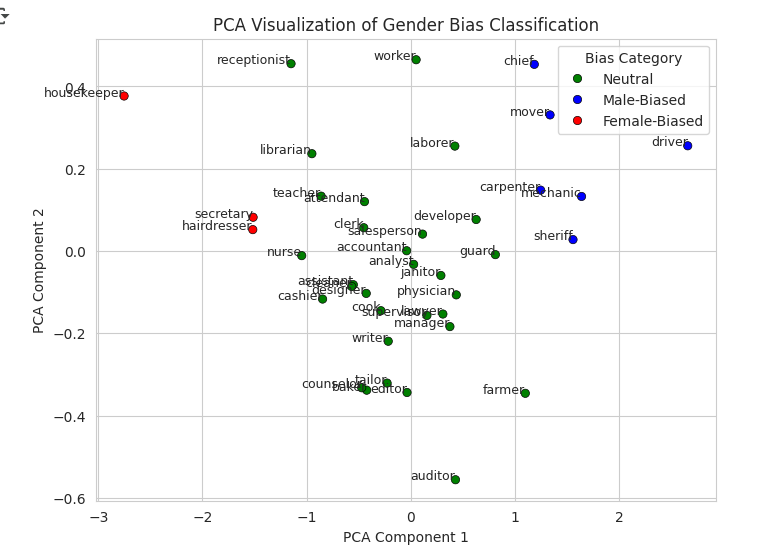 PCA Visualization of Gender Bias Classification
receptionist
worker
chief
Bias Category
Neutral
Male-Biased
Female-Biased
housekeeper
mover
driver
laborer
librarian
carpenter
mechanic
teacher
attendant
developer
secretary
hairdresser
clerk
salesperson
sheriff
accountant
guard
nurse
analyst
janitor
assistant
cleaner
designer
physician
cashier
cook
supervisor
lawyer
manager
writer
tailor
counselor
baker
editor
farmer
auditor
0.4
0.2
0.0
−0.2
−0.4
−0.6
−3
−2
−1
0
1
2
PCA Component 1
PCA Component 2